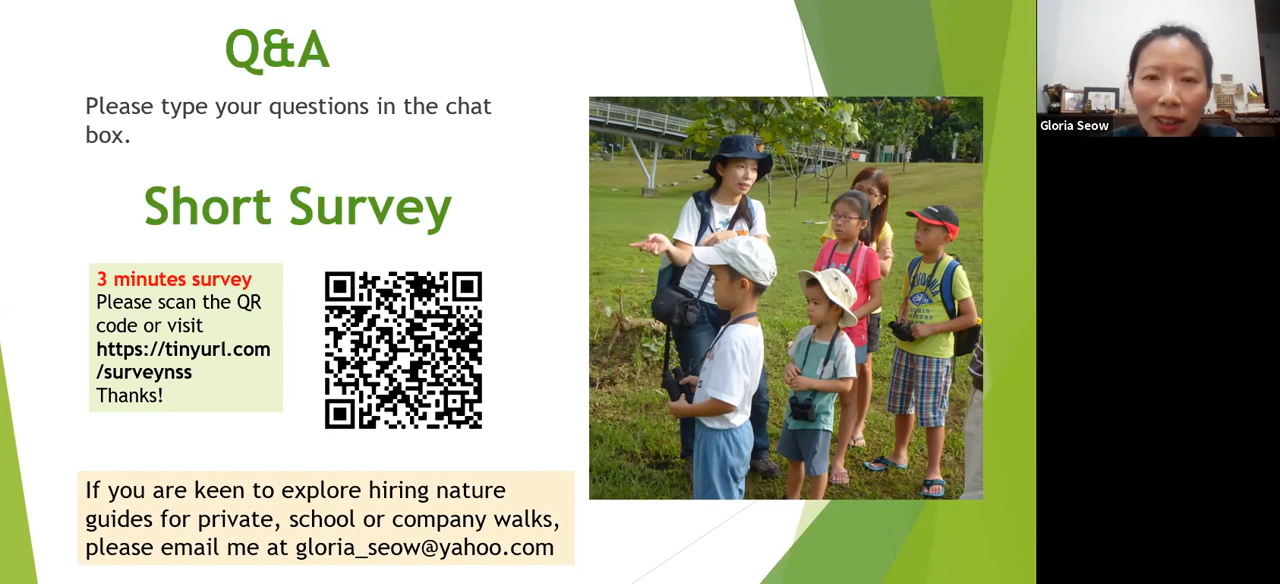 Q&A
Please type your questions in the chat
box.
Short Survey
3 minutes survey
Please scan the QR
code or visit
https://tinyurl.com
/surveynss
Thanks!
If you are keen to explore hiring nature
guides for private, school or company walks,
please email me at gloria_seow@yahoo.com
Gloria Seow